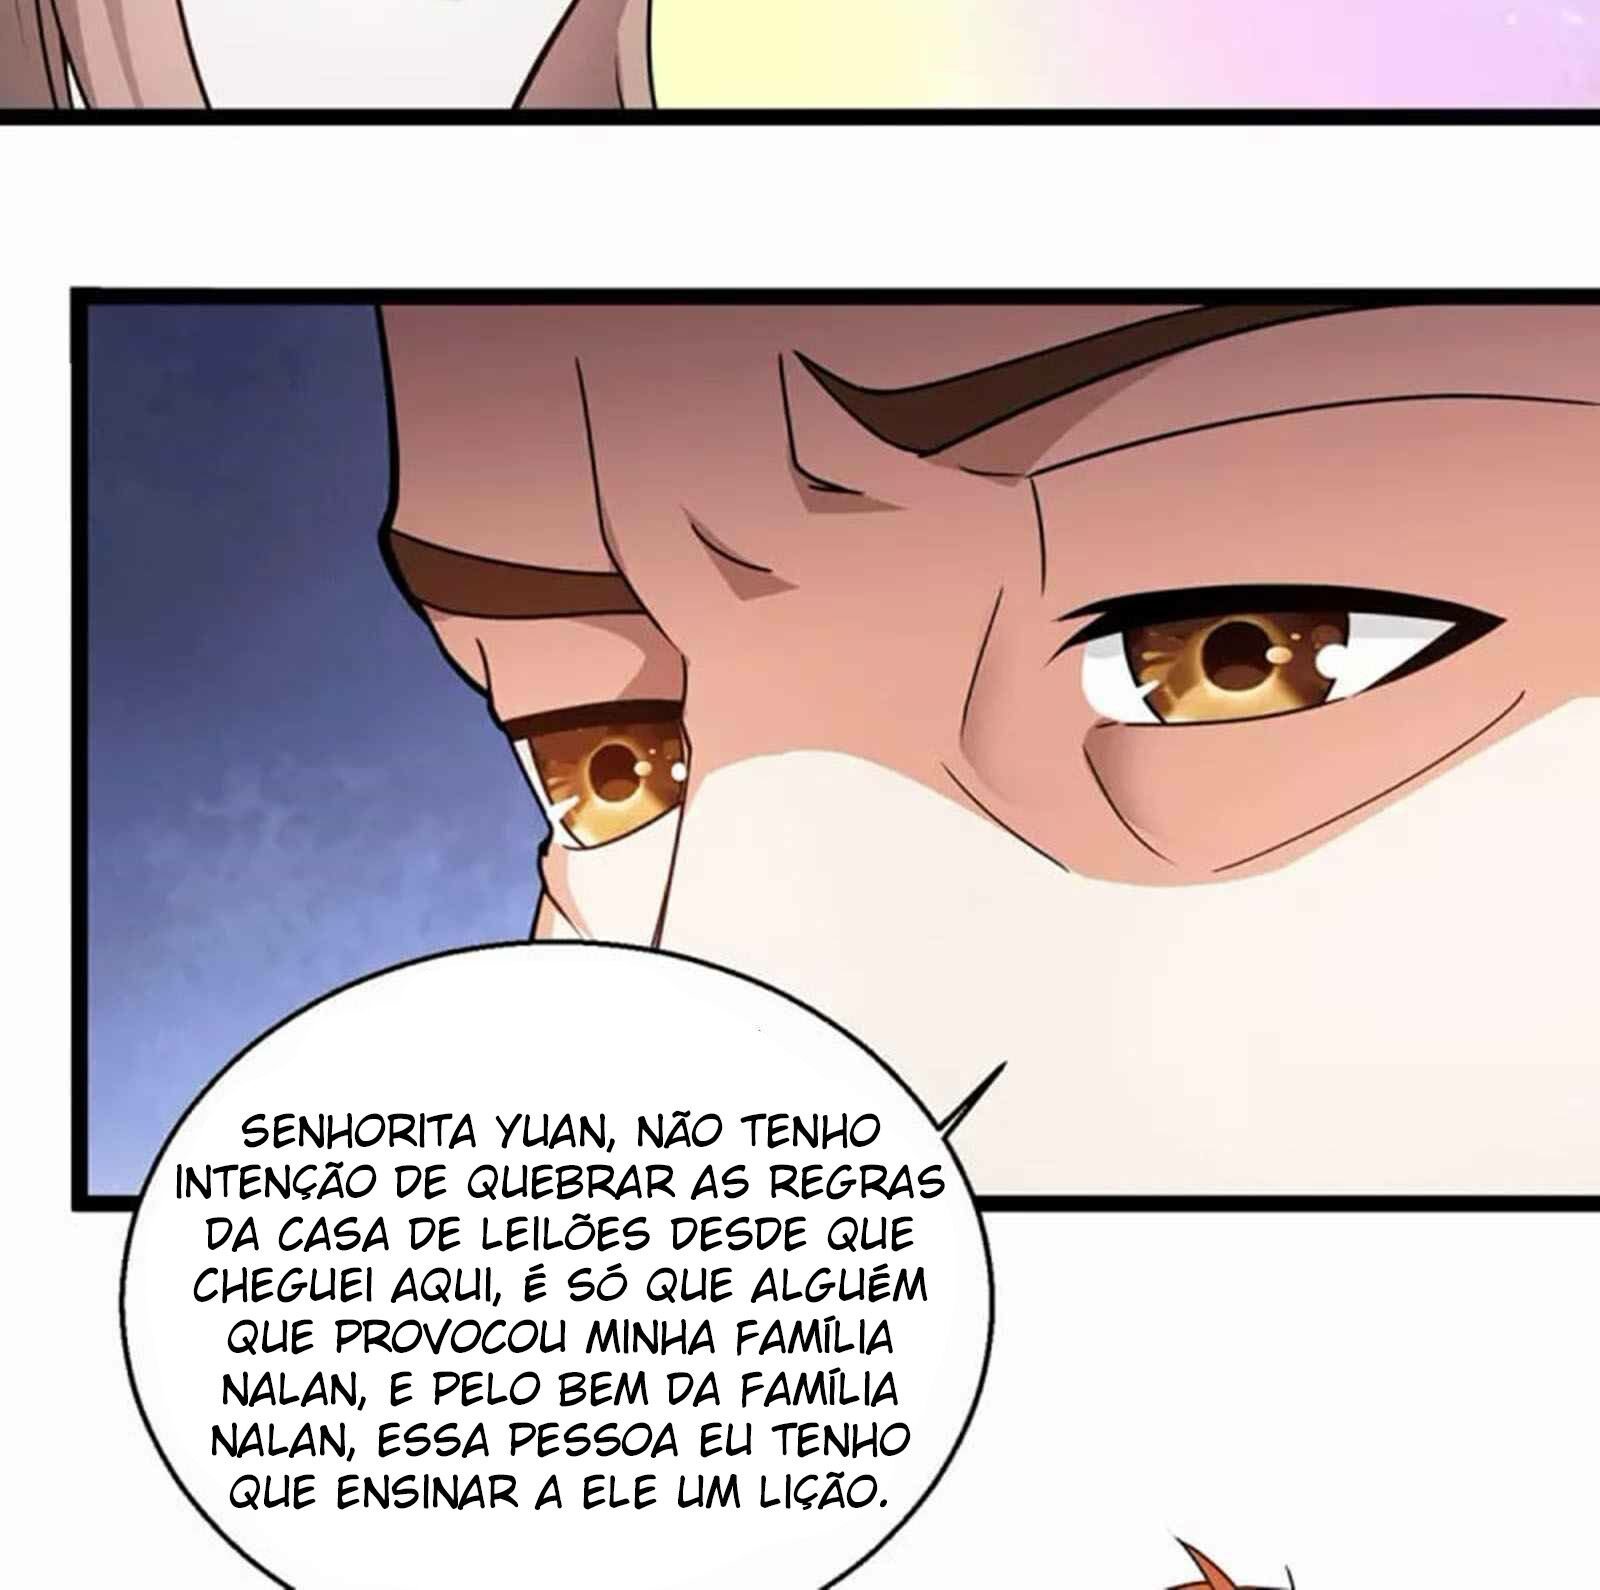 SENHORITA YUAN, NÃO TENHO
INTENÇÃO DE QUEBRAR AS REGRAS
DA CASA DE LEILÕES DESDE QUE
CHEGUEI AQUI, É SÓ QUE ALGUÉM
QUE PROVOCOU MINHA FAMÍLIA
NALAN, E PELO BEM DA FAMÍLIA
NALAN, ESSA PESSOA EU TENHO
QUE ENSINAR A ELE UM LIÇÃO.